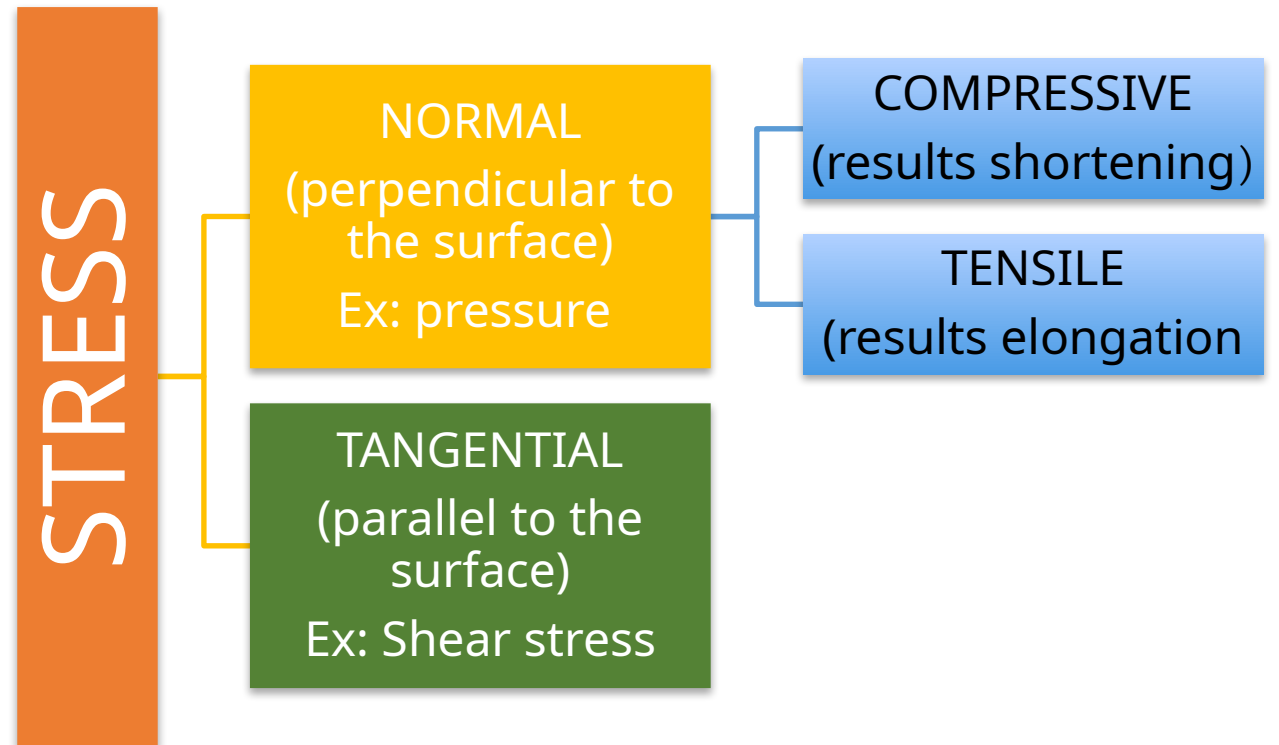 STRESS
NORMAL
(perpendicular to
the surface)
Ex: pressure
TANGENTIAL
(parallel to the
surface)
Ex: Shear stress
COMPRESSIVE
(results shortening）
TENSILE
(results elongation